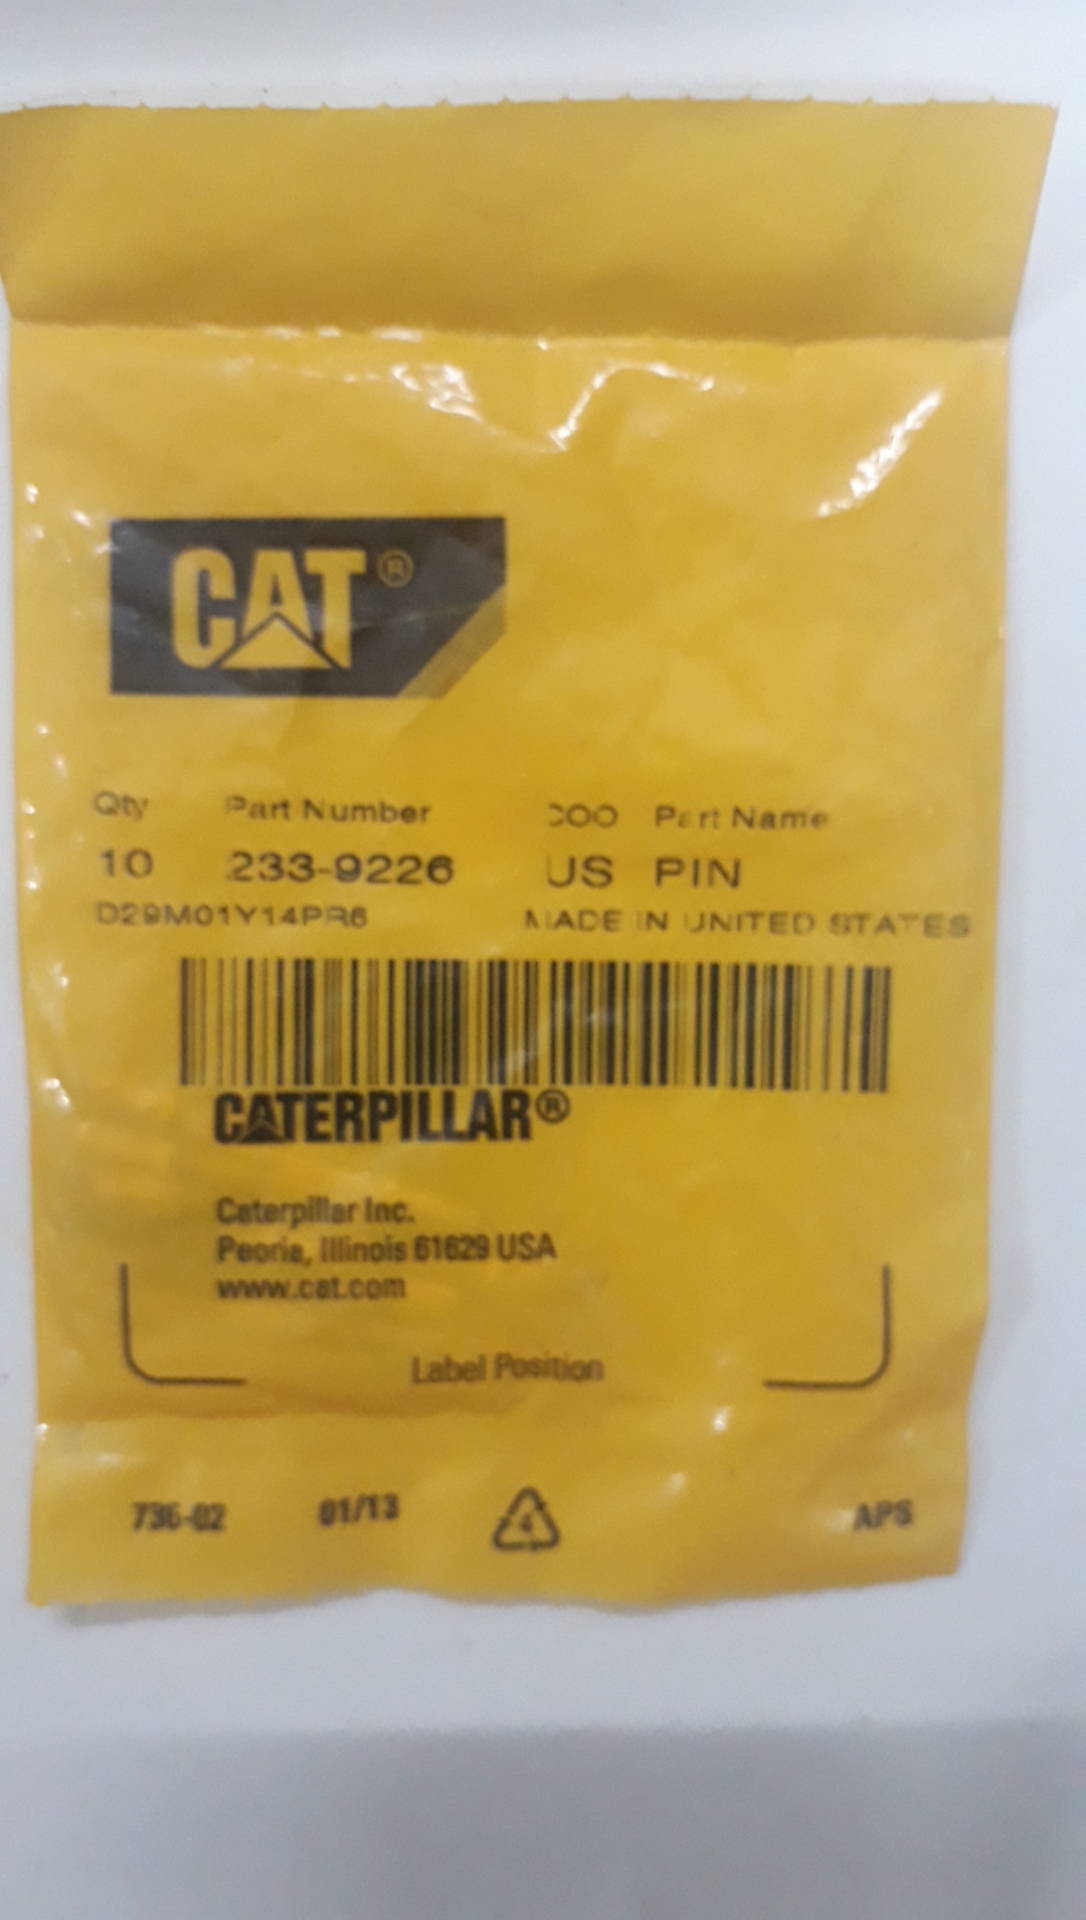 CAT®
Qty Part Number COO Part Name
10 233-9226 US PIN
D29M01Y14PR6 MADE IN UNITED STATES
CATERPILLAR®
Caterpillar Inc.
Peoria, Illinois 61629 USA
www.cat.com
Label Position
736-02 01/13 4 APS